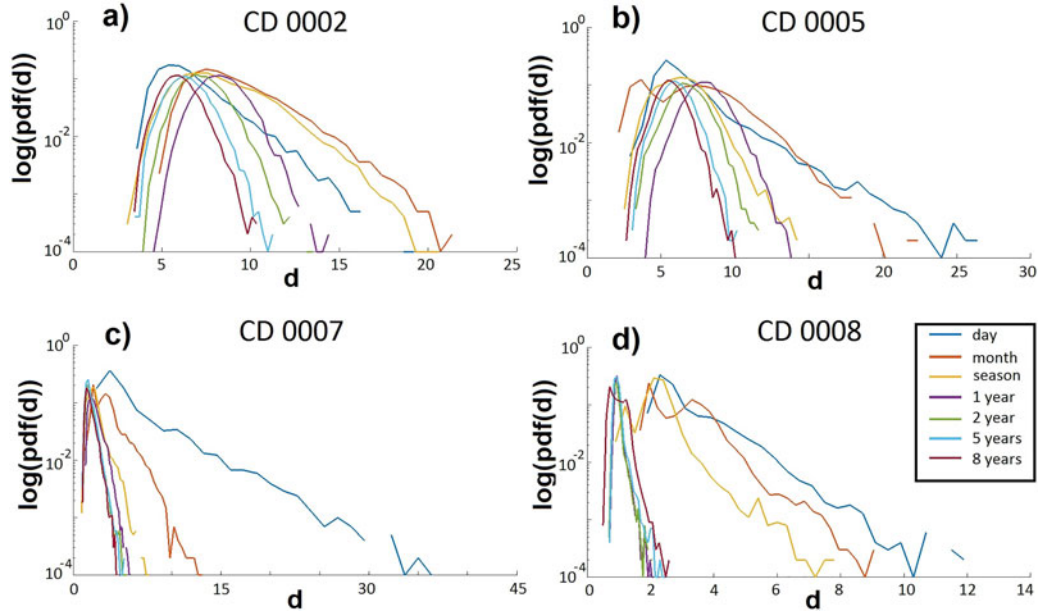 a) CD 0002
10^0
10^-2
10^-4
log(pdf(d))
0 5 10 15 20 25
d
b) CD 0005
10^0
10^-2
10^-4
log(pdf(d))
0 5 10 15 20 25 30
d
c) CD 0007
10^0
10^-2
10^-4
log(pdf(d))
0 15 30 45
d
d) CD 0008
10^0
10^-2
10^-4
log(pdf(d))
0 2 4 6 8 10 12 14
d
day
month
season
1 year
2 year
5 years
8 years